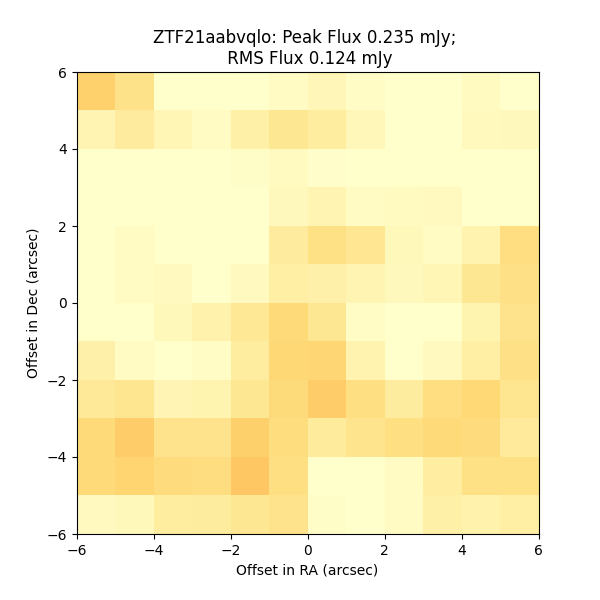 ZTF21aabvqlo: Peak Flux 0.235 mJy;
RMS Flux 0.124 mJy
6
4
2
0
−2
−4
−6
Offset in Dec (arcsec)
−6 −4 −2 0 2 4 6
Offset in RA (arcsec)